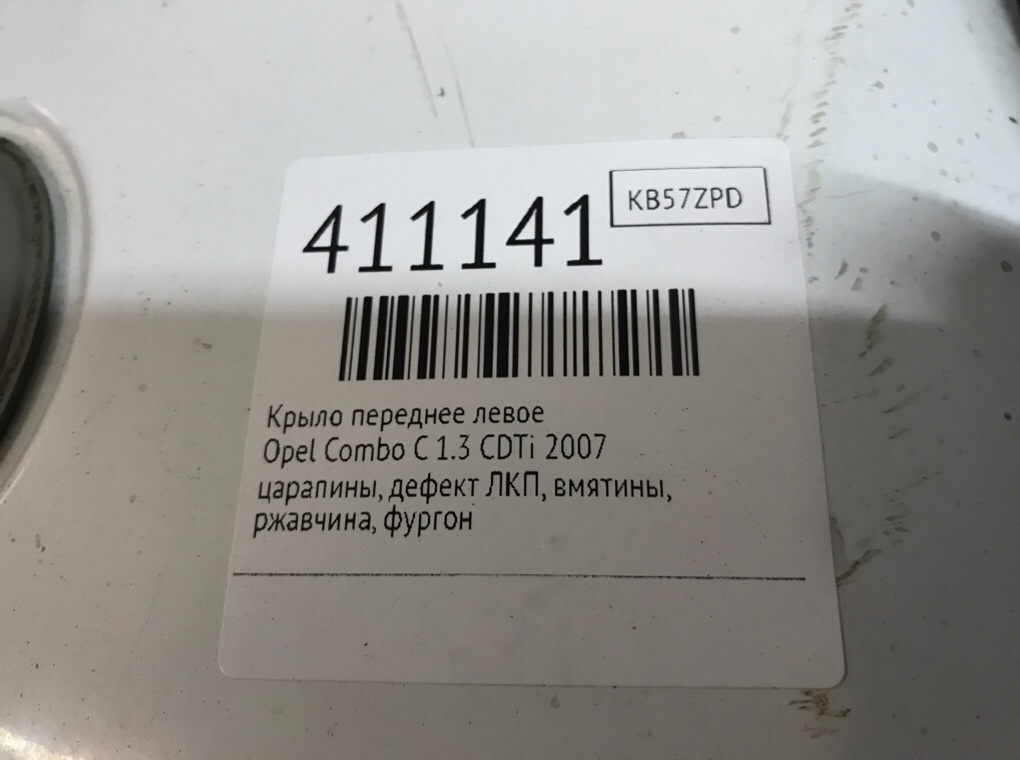 411141
KB57ZPD
Крыло переднее левое
Opel Combo C 1.3 CDTi 2007
царапины, дефект ЛКП, вмятины,
ржавчина, фургон